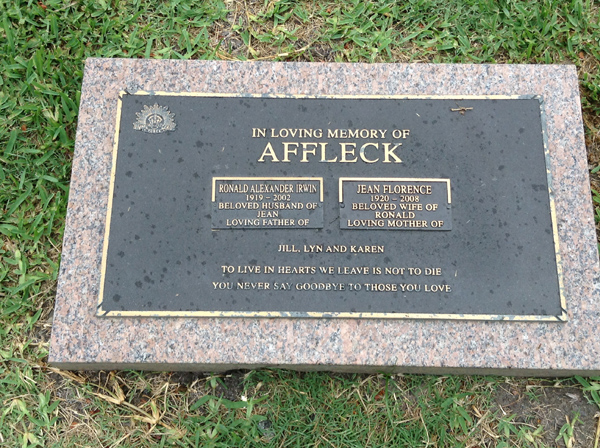 IN LOVING MEMORY OF
AFFLECK
RONALD ALEXANDER IRWIN
1919 - 2002
BELOVED HUSBAND OF
JEAN
LOVING FATHER OF
JEAN FLORENCE
1920 - 2008
BELOVED WIFE OF
RONALD
LOVING MOTHER OF
JILL, LYN AND KAREN
TO LIVE IN HEARTS WE LEAVE IS NOT TO DIE
YOU NEVER SAY GOODBYE TO THOSE YOU LOVE